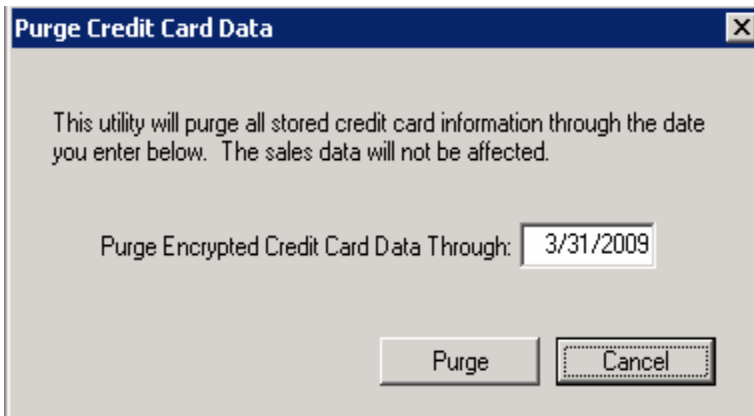 Purge Credit Card Data
This utility will purge all stored credit card information through the date
you enter below.  The sales data will not be affected.
Purge Encrypted Credit Card Data Through: 3/31/2009
Purge Cancel